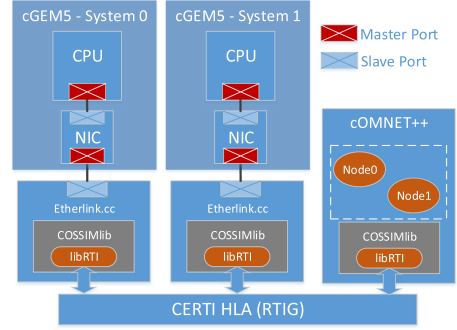 cGEM5 - System 0
CPU
NIC
Etherlink.cc
COSSIMlib
libRTI
cGEM5 - System 1
CPU
NIC
Etherlink.cc
COSSIMlib
libRTI
Master Port
Slave Port
cOMNET++
Node0
Node1
COSSIMlib
libRTI
CERTI HLA (RTIG)